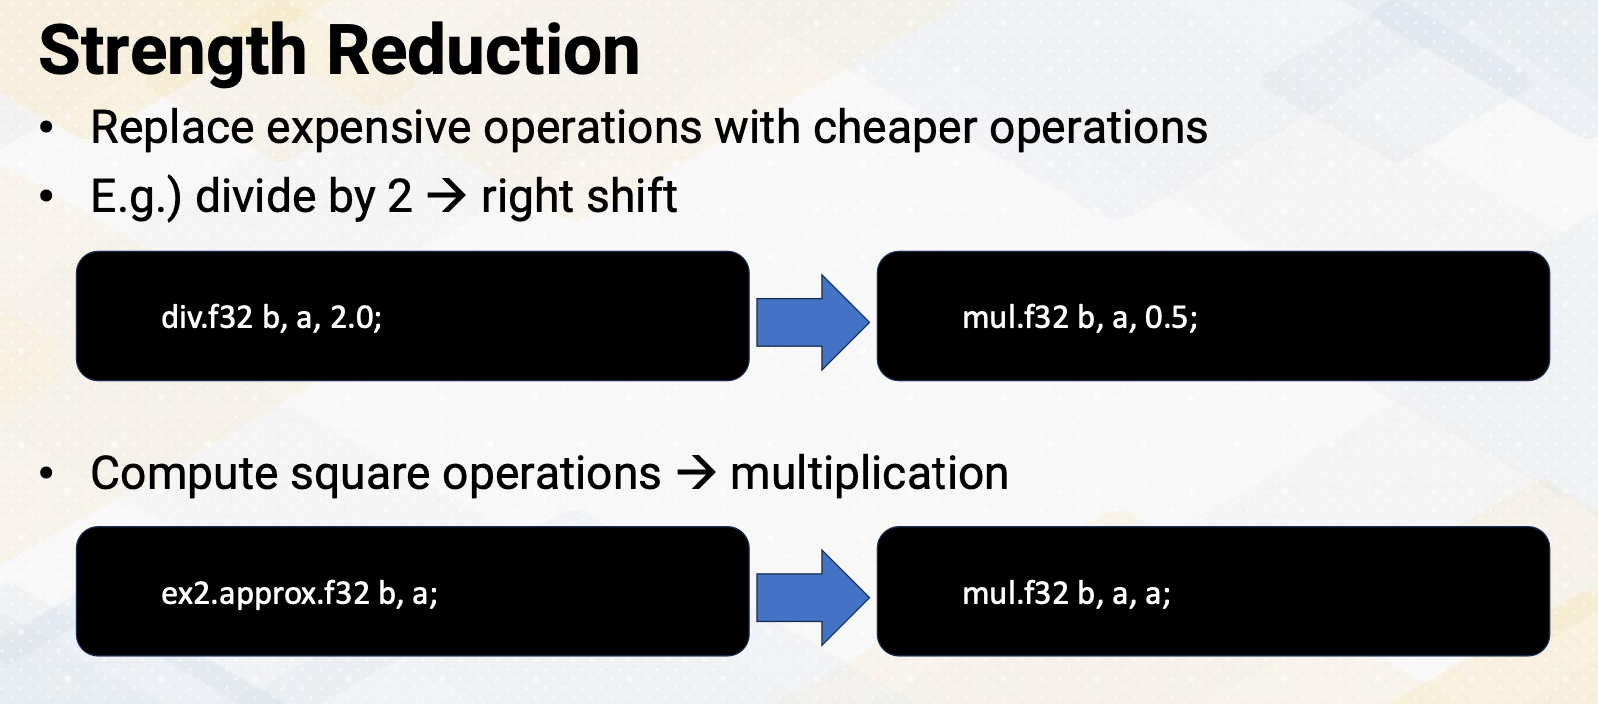 Strength Reduction
• Replace expensive operations with cheaper operations
• E.g.) divide by 2 → right shift
div.f32 b, a, 2.0;
mul.f32 b, a, 0.5;
• Compute square operations → multiplication
ex2.approx.f32 b, a;
mul.f32 b, a, a;